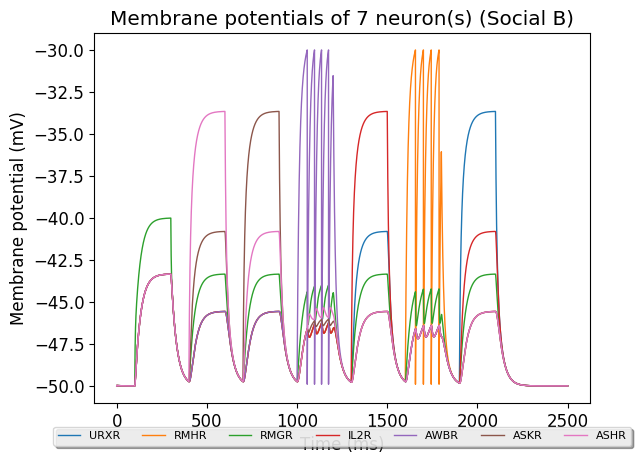 Membrane potentials of 7 neuron(s) (Social B)
Membrane potential (mV)
−30.0
−32.5
−35.0
−37.5
−40.0
−42.5
−45.0
−47.5
−50.0
0 500 1000 1500 2000 2500
Time (ms)
URXR RMHR RMGR IL2R AWBR ASKR ASHR